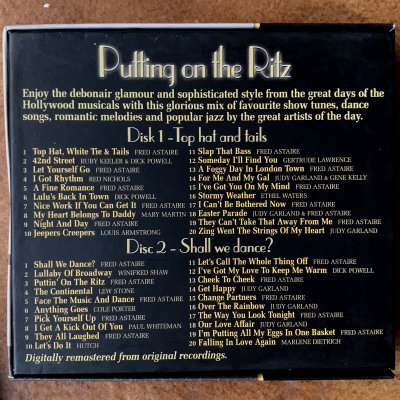 Putting on the Ritz
Enjoy the debonair glamour and sophisticated style from the great days of the
Hollywood musicals with this glorious mix of favourite show tunes, dance
songs, romantic melodies and popular jazz by the great artists of the day.
Disk 1 - Top hat and tails
1 Top Hat, White Tie & Tails FRED ASTAIRE
2 42nd Street RUBY KEELER & DICK POWELL
3 Let Yourself Go FRED ASTAIRE
4 I Got Rhythm RED NICHOLS
5 A Fine Romance FRED ASTAIRE
6 Lulu's Back In Town DICK POWELL
7 Nice Work If You Can Get It FRED ASTAIRE
8 My Heart Belongs To Daddy MARY MARTIN
9 Night And Day FRED ASTAIRE
10 Jeepers Creepers LOUIS ARMSTRONG
11 Slap That Bass FRED ASTAIRE
12 Someday I'll Find You GERTRUDE LAWRENCE
13 A Foggy Day In London Town FRED ASTAIRE
14 For Me And My Gal JUDY GARLAND & GENE KELLY
15 I've Got You On My Mind FRED ASTAIRE
16 Stormy Weather ETHEL WATERS
17 I Can't Be Bothered Now FRED ASTAIRE
18 Easter Parade JUDY GARLAND & FRED ASTAIRE
19 They Can't Take That Away From Me FRED ASTAIRE
20 Zing Went The Strings Of My Heart JUDY GARLAND
Disc 2 - Shall we dance?
1 Shall We Dance? FRED ASTAIRE
2 Lullaby Of Broadway WINIFRED SHAW
3 Puttin' On The Ritz FRED ASTAIRE
4 The Continental LEW STONE
5 Face The Music And Dance FRED ASTAIRE
6 Anything Goes COLE PORTER
7 Pick Yourself Up FRED ASTAIRE
8 I Get A Kick Out Of You PAUL WHITEMAN
9 They All Laughed FRED ASTAIRE
10 Let's Do It HUTCH
11 Let's Call The Whole Thing Off FRED ASTAIRE
12 I've Got My Love To Keep Me Warm DICK POWELL
13 Cheek To Cheek FRED ASTAIRE
14 Get Happy JUDY GARLAND
15 Change Partners FRED ASTAIRE
16 Over The Rainbow JUDY GARLAND
17 The Way You Look Tonight FRED ASTAIRE
18 Our Love Affair JUDY GARLAND
19 I'm Putting All My Eggs In One Basket FRED ASTAIRE
20 Falling In Love Again MARLENE DIETRICH
Digitally remastered from original recordings.